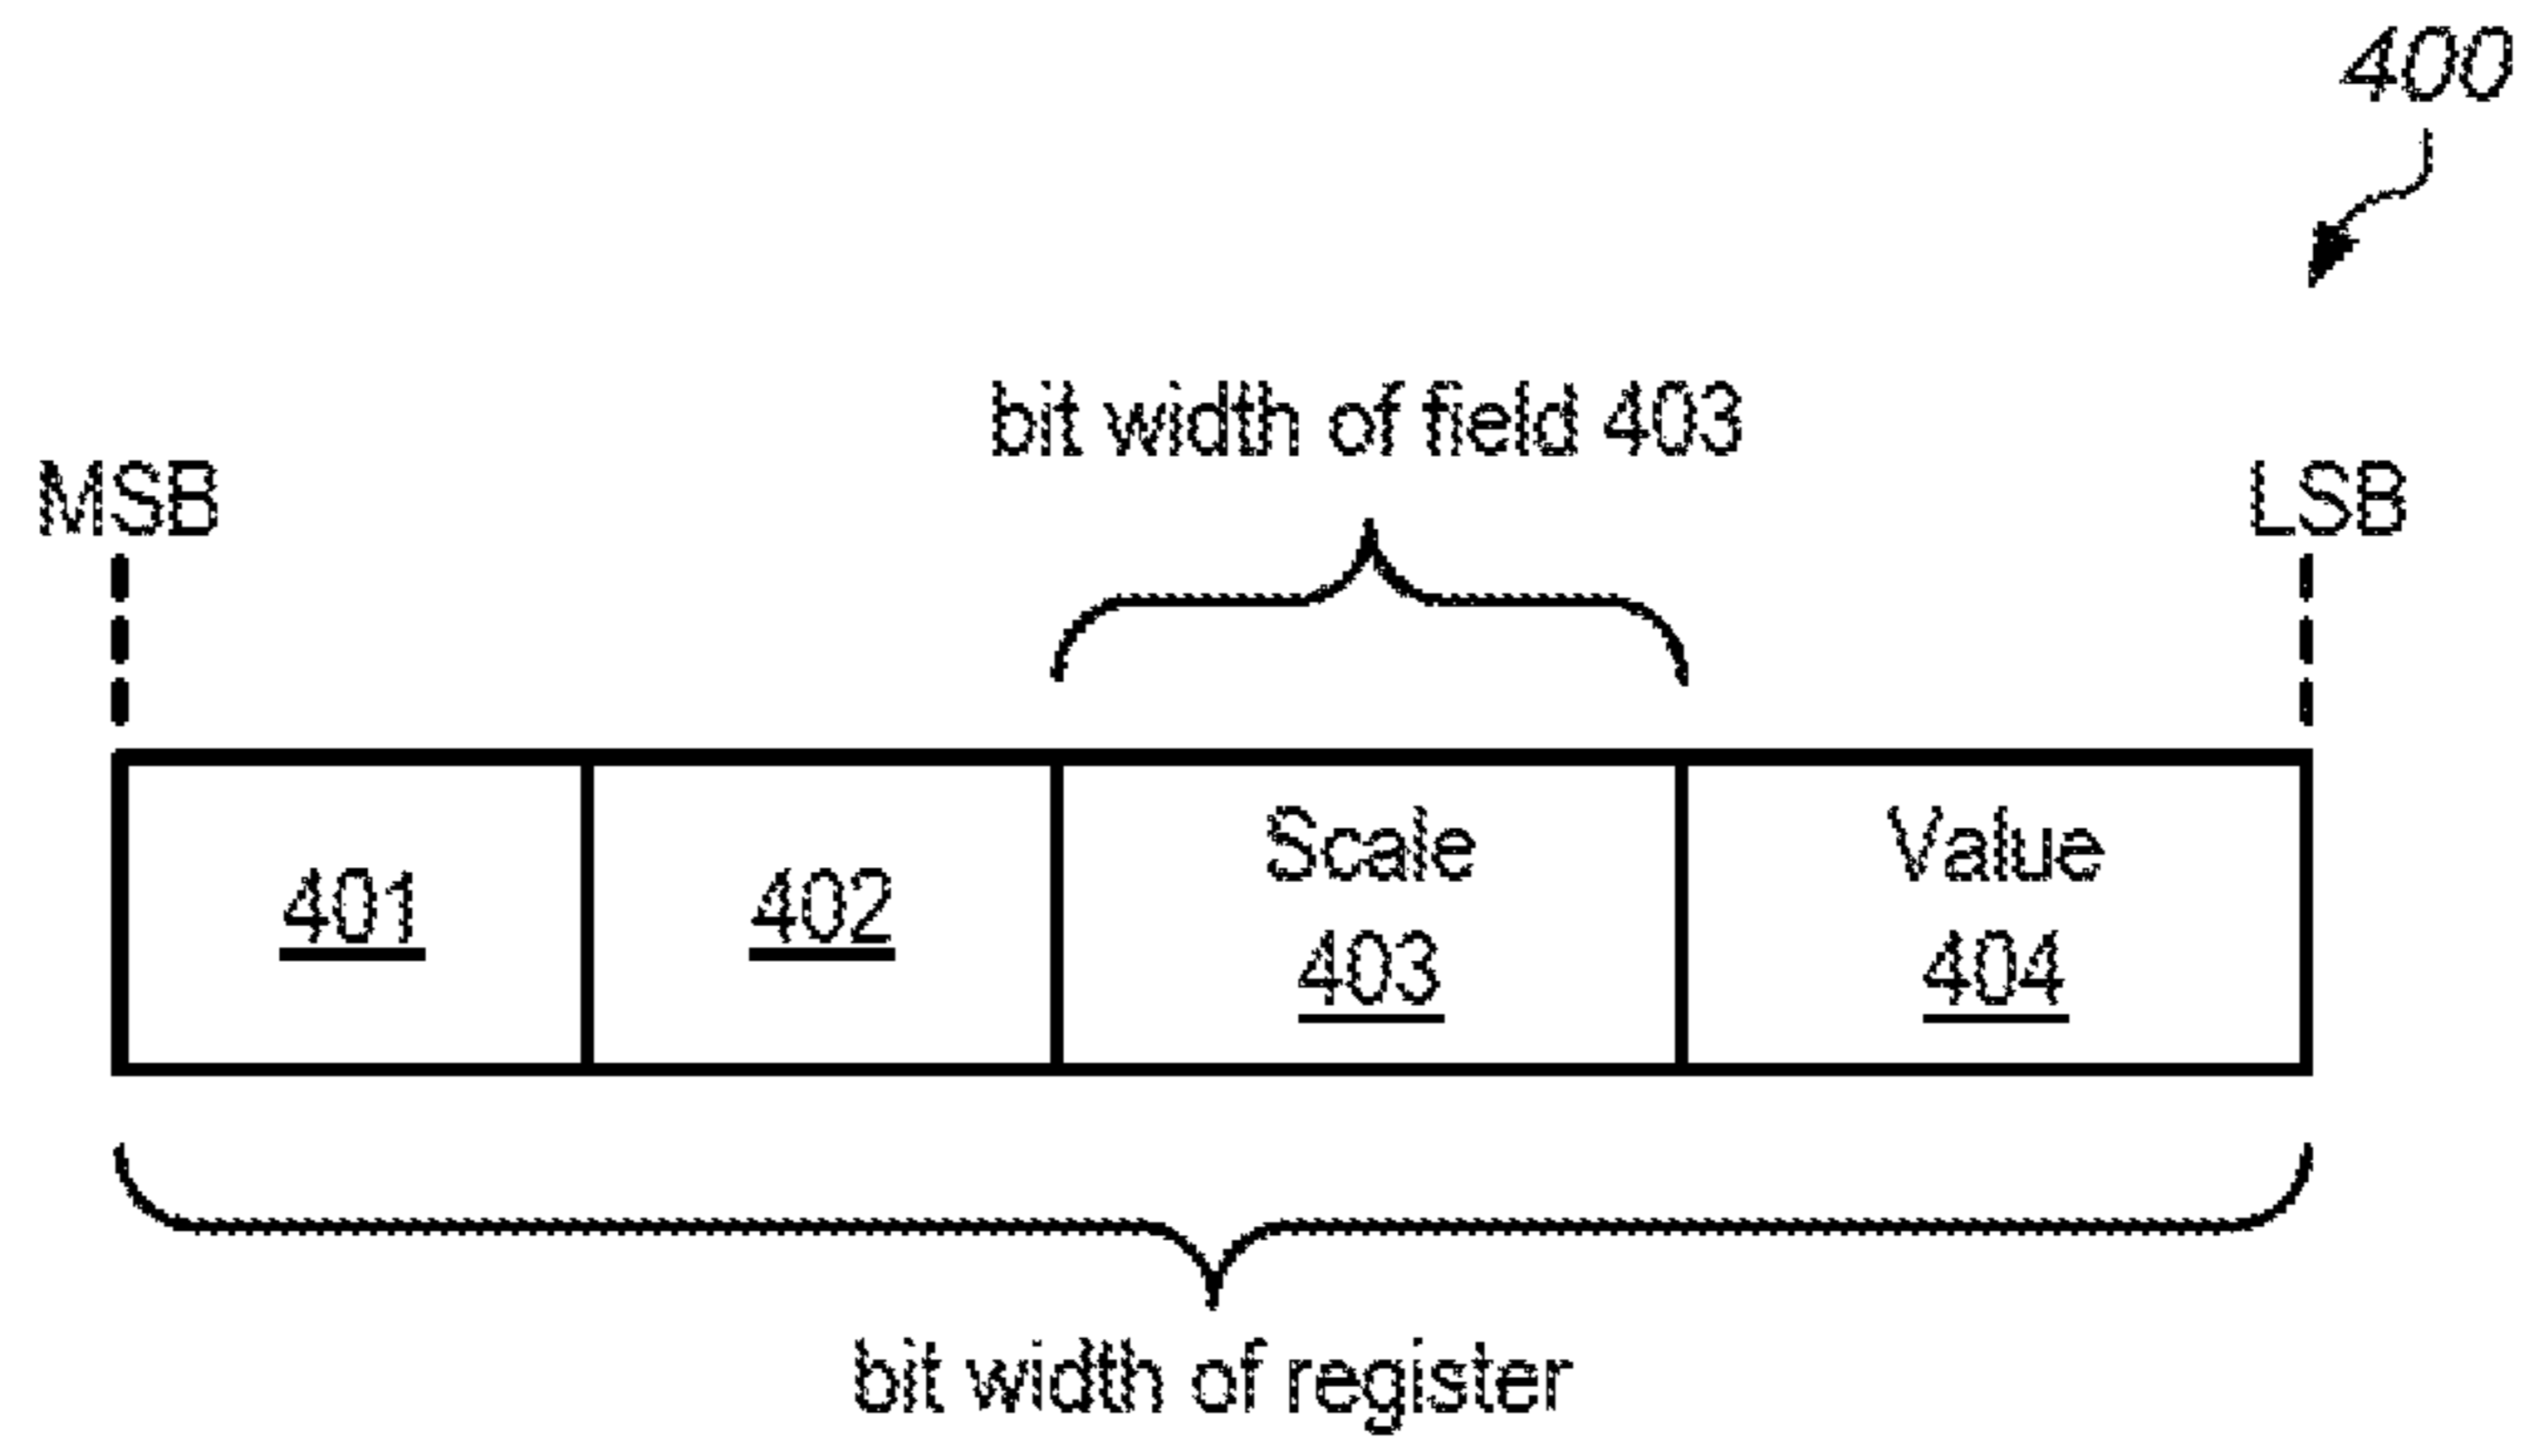 400
bit width of field 403
MSB
LSB
401
402
Scale
403
Value
404
bit width of register